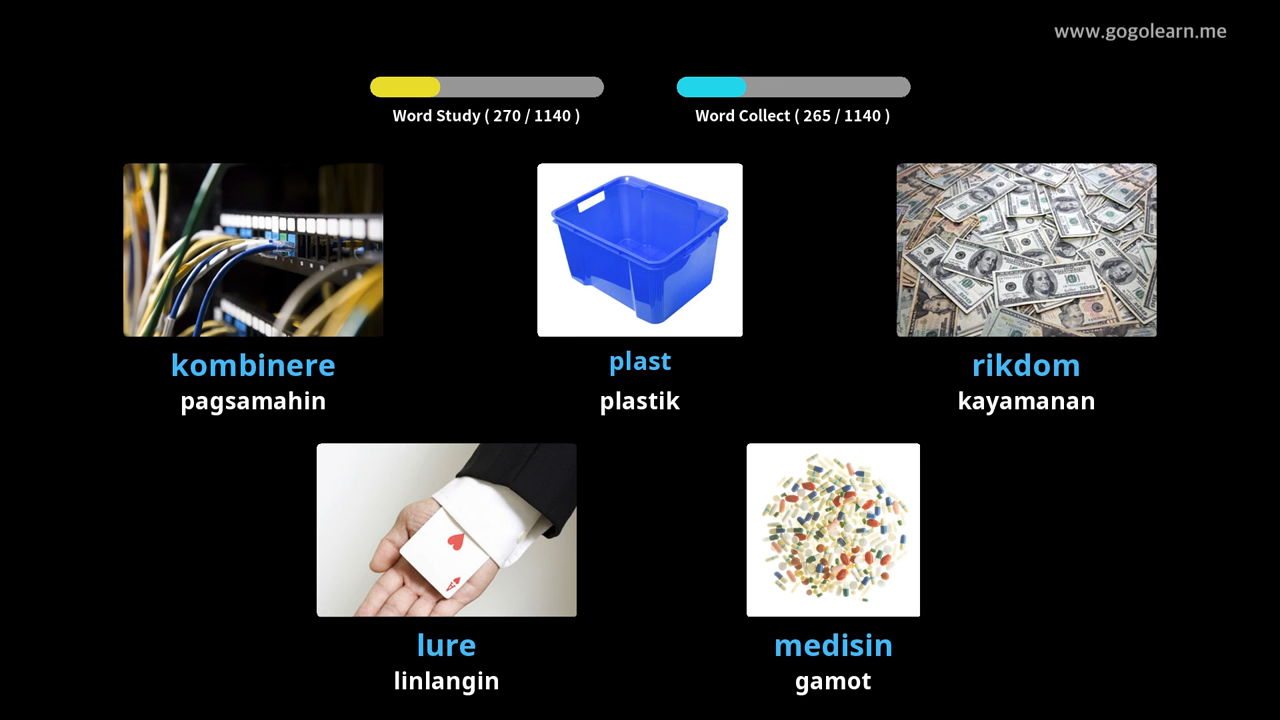 www.gogolearn.me
Word Study ( 270 / 1140 )
Word Collect ( 265 / 1140 )
kombinere
pagsamahin
plast
plastik
rikdom
kayamanan
lure
linlangin
medisin
gamot